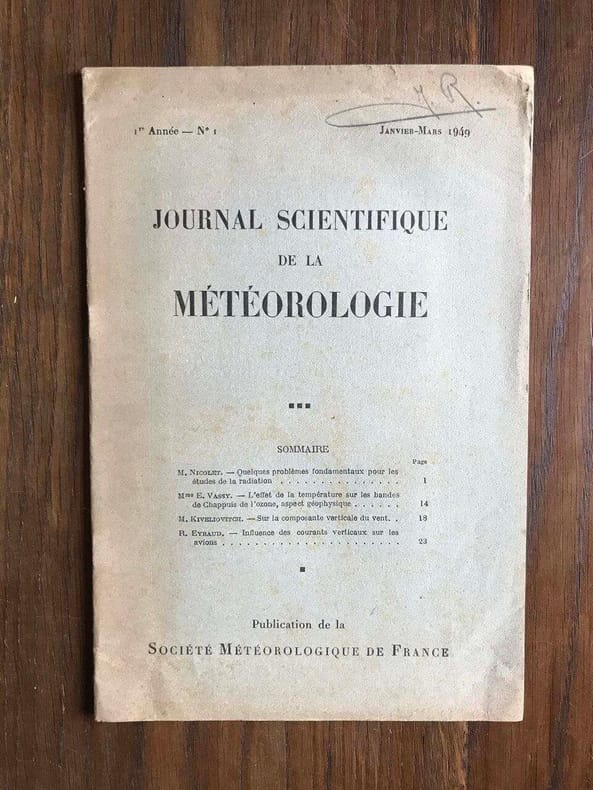 J. R.
1re Année — N° 1 Janvier-Mars 1949
JOURNAL SCIENTIFIQUE
DE LA
MÉTÉOROLOGIE
SOMMAIRE
Page
M. Nicolet. — Quelques problèmes fondamentaux pour les
études de la radiation . . . . . . . . . . . . . . . 1
Mme E. Vassy. — L'effet de la température sur les bandes
de Chappuis de l'ozone, aspect géophysique . . . . . . 14
M. Kiveliovitch. — Sur la composante verticale du vent. . 18
R. Eyraud. — Influence des courants verticaux sur les
avions . . . . . . . . . . . . . . . . . . . . . . 23
Publication de la
Société Météorologique de France